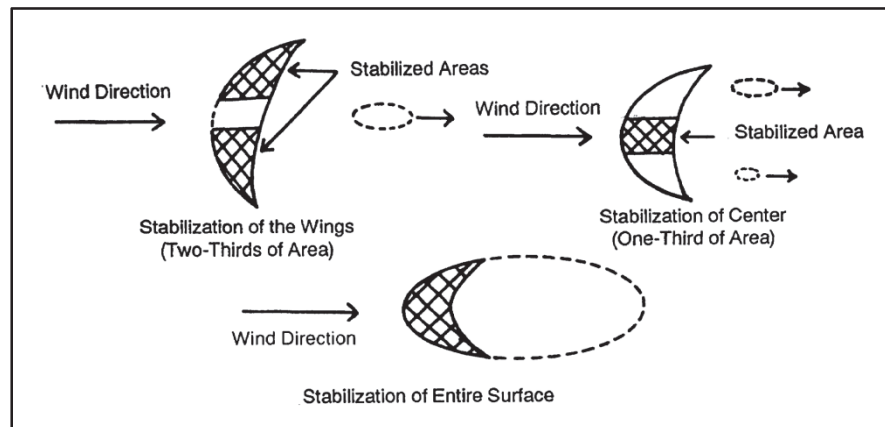 Wind Direction
Stabilized Areas
Stabilization of the Wings
(Two-Thirds of Area)
Wind Direction
Stabilized Area
Stabilization of Center
(One-Third of Area)
Wind Direction
Stabilization of Entire Surface